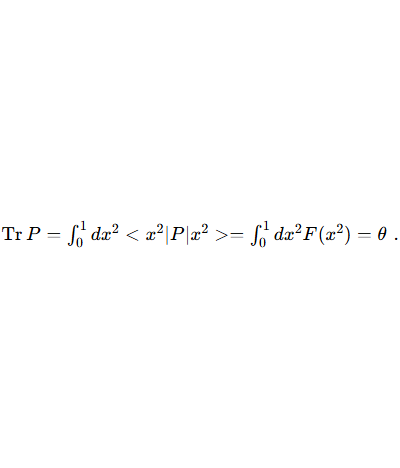 Tr P = ∫₀¹ dx² < x²|P|x² >= ∫₀¹ dx²F(x²) = θ .